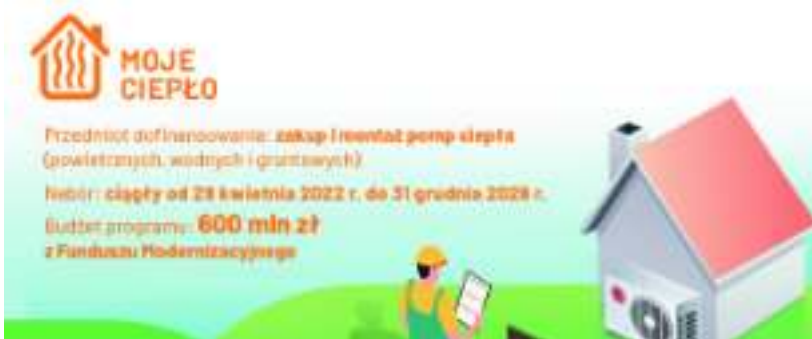 MOJE
CIEPŁO
Przedmiot dofinansowania: zakup i montaż pomp ciepła
(powietrznych, wodnych i gruntowych)
Nabór: ciągły od 29 kwietnia 2022 r. do 31 grudnia 2026 r.
Budżet programu: 600 mln zł
z Funduszu Modernizacyjnego